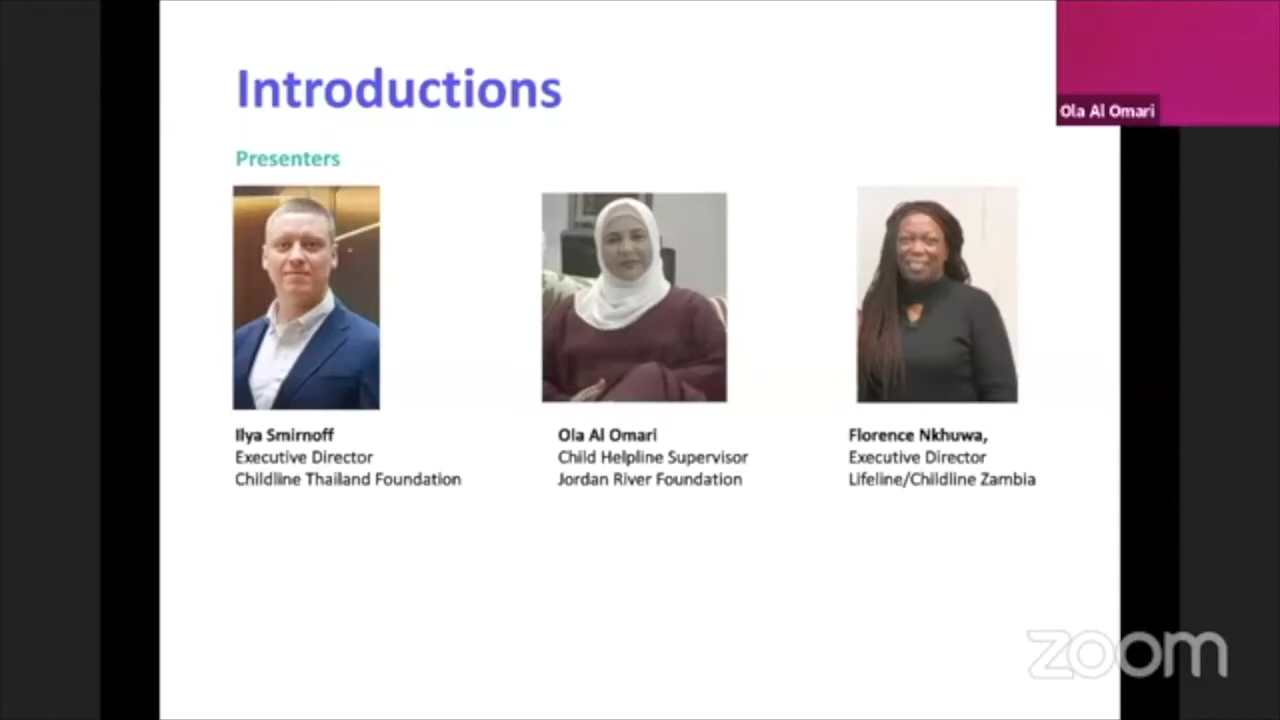 Introductions
Ola Al Omari
Presenters
Ilya Smirnoff
Executive Director
Childline Thailand Foundation
Ola Al Omari
Child Helpline Supervisor
Jordan River Foundation
Florence Nkhuwa,
Executive Director
Lifeline/Childline Zambia
zoom